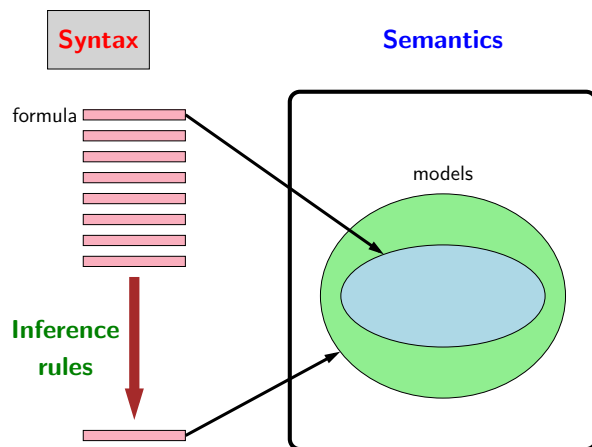 Syntax
Semantics
formula
models
Inference
rules